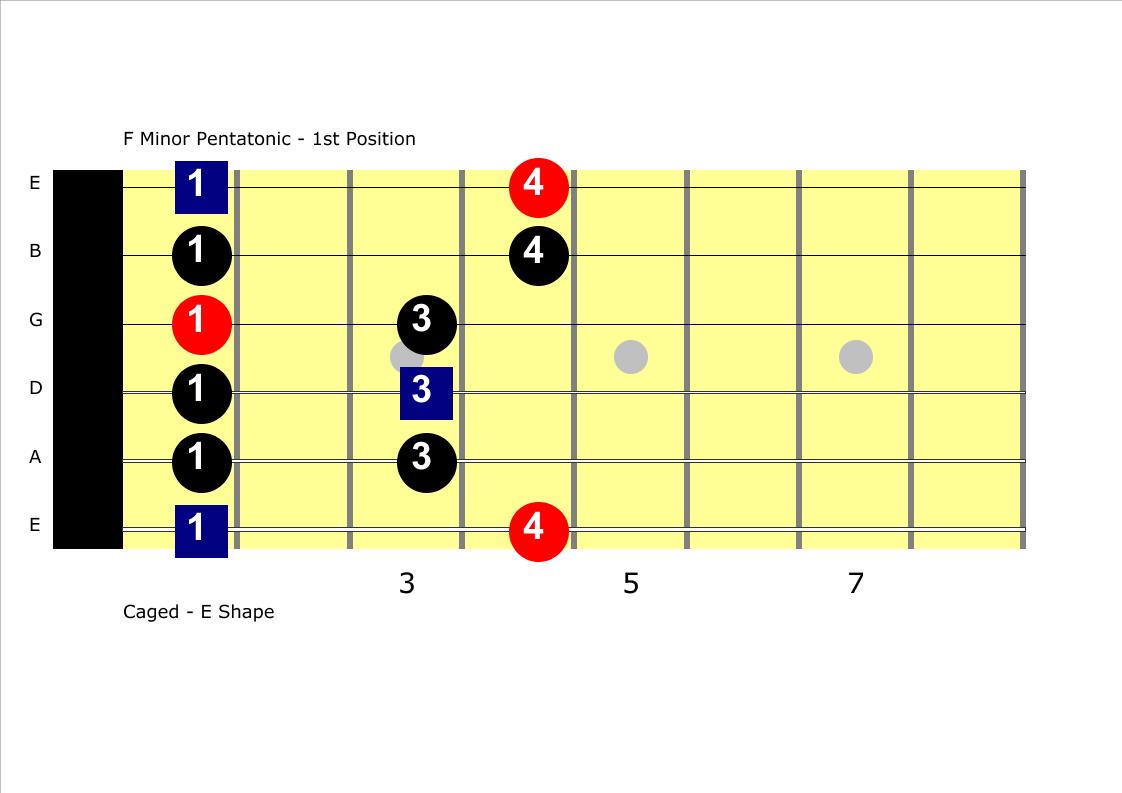 F Minor Pentatonic - 1st Position
E 1 4
B 1 4
G 1 3
D 1 3
A 1 3
E 1 4
3 5 7
Caged - E Shape